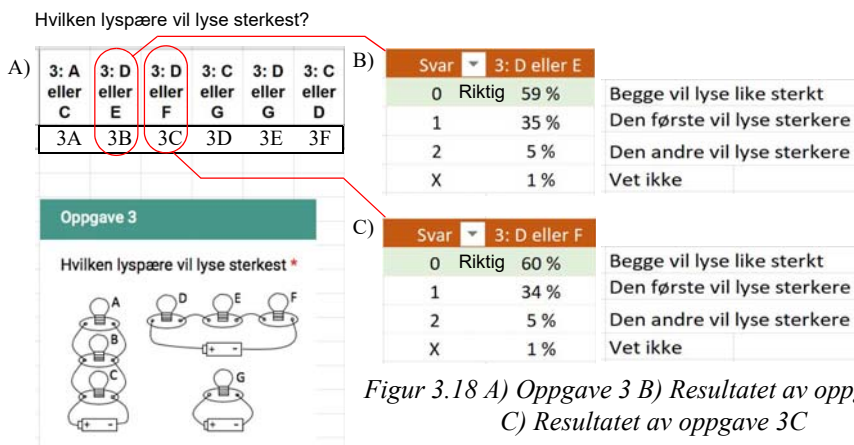 Hvilken lyspære vil lyse sterkest?
A)
3: A eller C
3: D eller E
3: D eller F
3: C eller G
3: D eller G
3: C eller D
3A 3B 3C 3D 3E 3F
Oppgave 3
Hvilken lyspære vil lyse sterkest *
A
D
E
F
B
C
G
+ -
+ -
+ -
B)
Svar 3: D eller E
0 Riktig 59 % Begge vil lyse like sterkt
1 35 % Den første vil lyse sterkere
2 5 % Den andre vil lyse sterkere
X 1 % Vet ikke
C)
Svar 3: D eller F
0 Riktig 60 % Begge vil lyse like sterkt
1 34 % Den første vil lyse sterkere
2 5 % Den andre vil lyse sterkere
X 1 % Vet ikke
Figur 3.18 A) Oppgave 3 B) Resultatet av opp
C) Resultatet av oppgave 3C